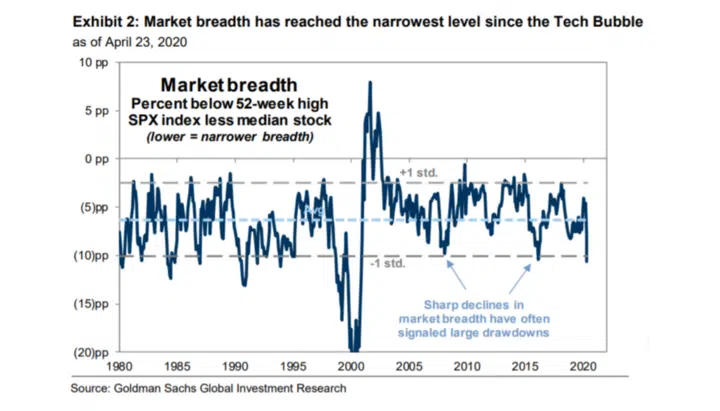 Exhibit 2: Market breadth has reached the narrowest level since the Tech Bubble
as of April 23, 2020
10 pp
5 pp
0 pp
(5)pp
(10)pp
(15)pp
(20)pp
Market breadth
Percent below 52-week high
SPX index less median stock
(lower = narrower breadth)
+1 std.
Avg
-1 std.
Sharp declines in
market breadth have often
signaled large drawdowns
1980 1985 1990 1995 2000 2005 2010 2015 2020
Source: Goldman Sachs Global Investment Research